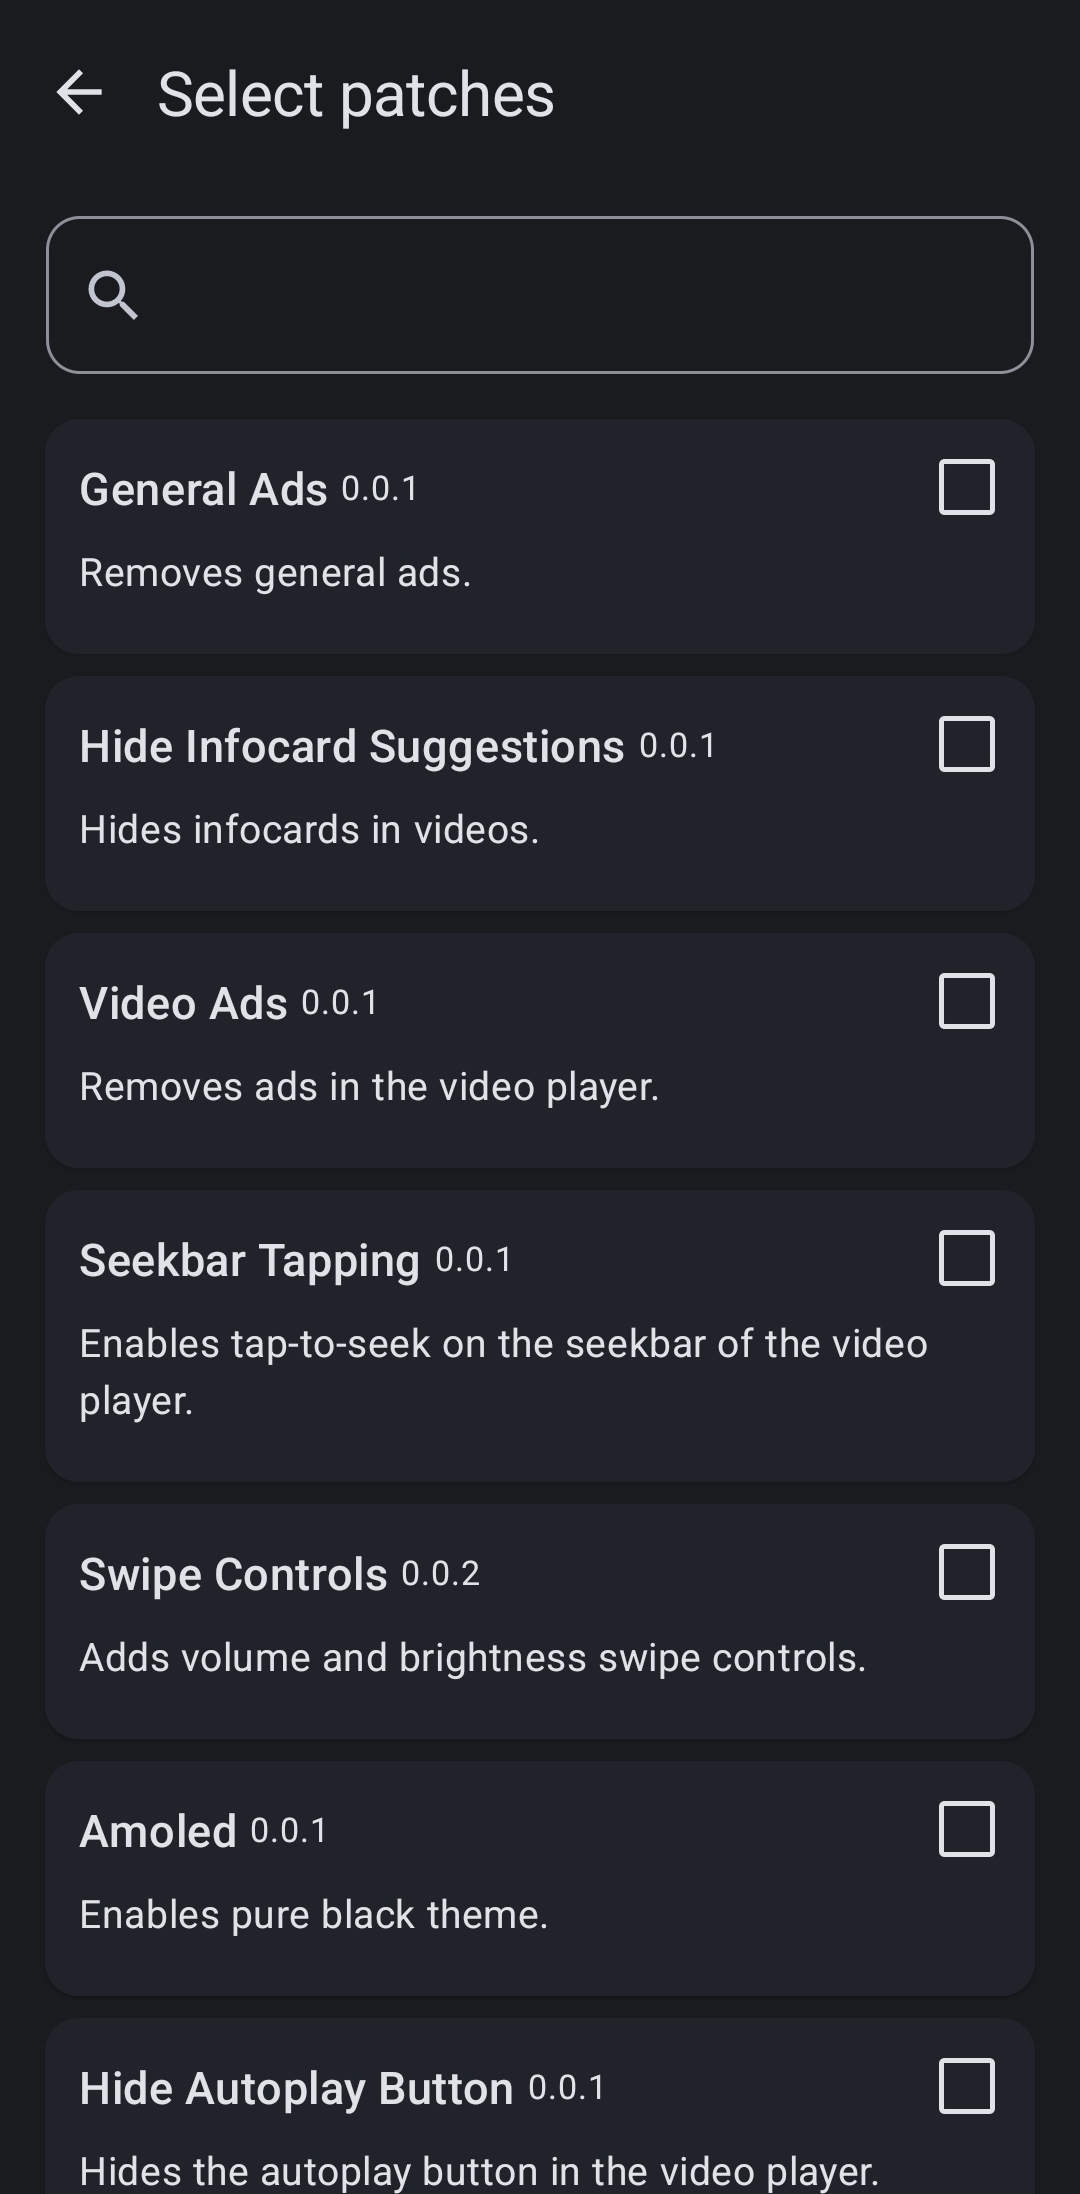 Select patches
General Ads 0.0.1
Removes general ads.
Hide Infocard Suggestions 0.0.1
Hides infocards in videos.
Video Ads 0.0.1
Removes ads in the video player.
Seekbar Tapping 0.0.1
Enables tap-to-seek on the seekbar of the video
player.
Swipe Controls 0.0.2
Adds volume and brightness swipe controls.
Amoled 0.0.1
Enables pure black theme.
Hide Autoplay Button 0.0.1
Hides the autoplay button in the video player.